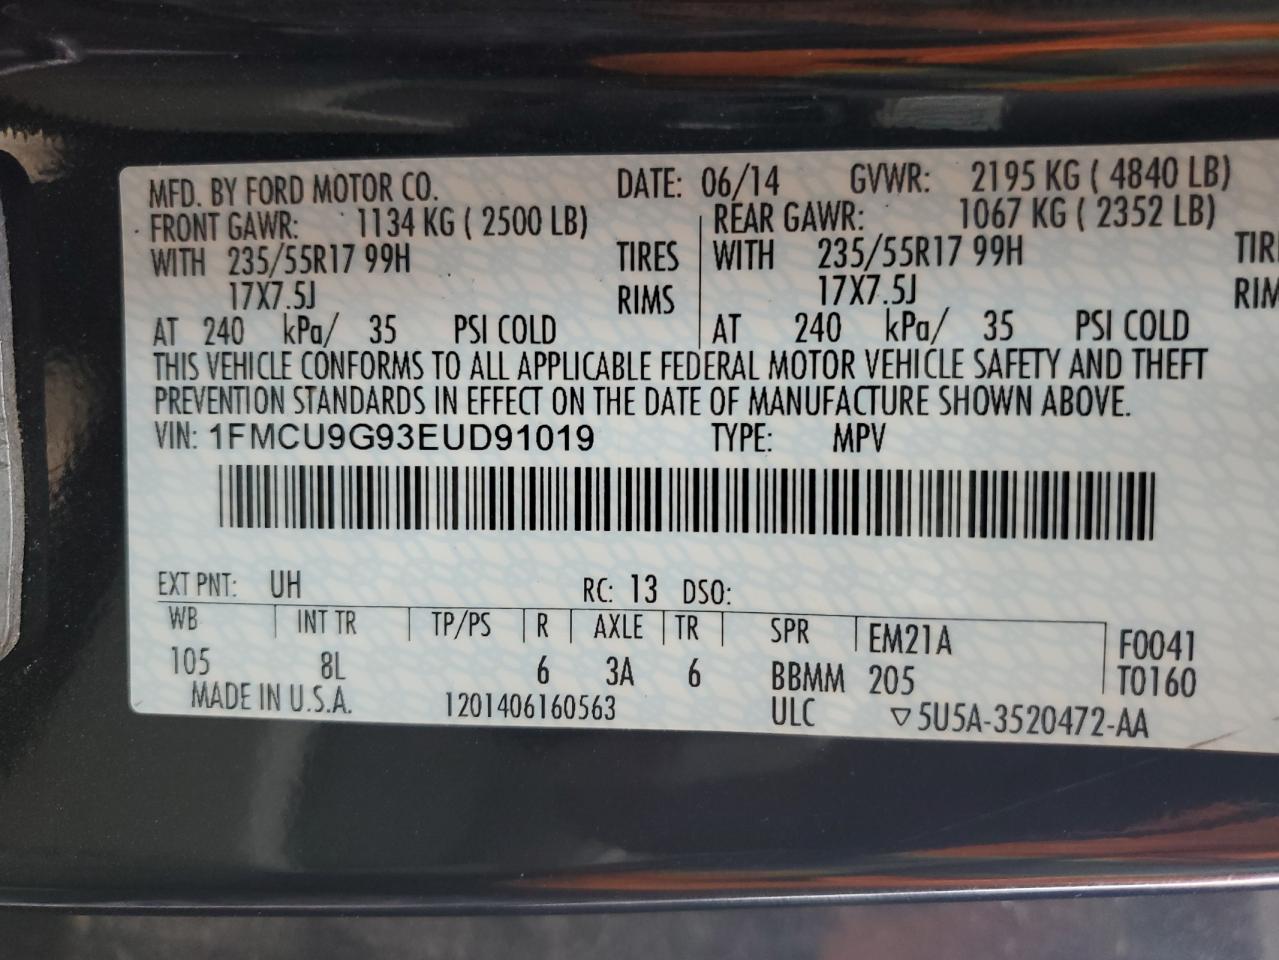 MFD. BY FORD MOTOR CO. DATE: 06/14 GVWR: 2195 KG ( 4840 LB)
FRONT GAWR: 1134 KG ( 2500 LB) REAR GAWR: 1067 KG ( 2352 LB)
WITH 235/55R17 99H TIRES WITH 235/55R17 99H TIR
17X7.5J RIMS 17X7.5J RIM
AT 240 kPa/ 35 PSI COLD AT 240 kPa/ 35 PSI COLD
THIS VEHICLE CONFORMS TO ALL APPLICABLE FEDERAL MOTOR VEHICLE SAFETY AND THEFT
PREVENTION STANDARDS IN EFFECT ON THE DATE OF MANUFACTURE SHOWN ABOVE.
VIN: 1FMCU9G93EUD91019 TYPE: MPV
EXT PNT: UH RC: 13 DSO:
WB INT TR TP/PS R AXLE TR SPR EM21A F0041
105 8L 6 3A 6 BBMM 205 T0160
MADE IN U.S.A. 1201406160563 ULC ▽5U5A-3520472-AA